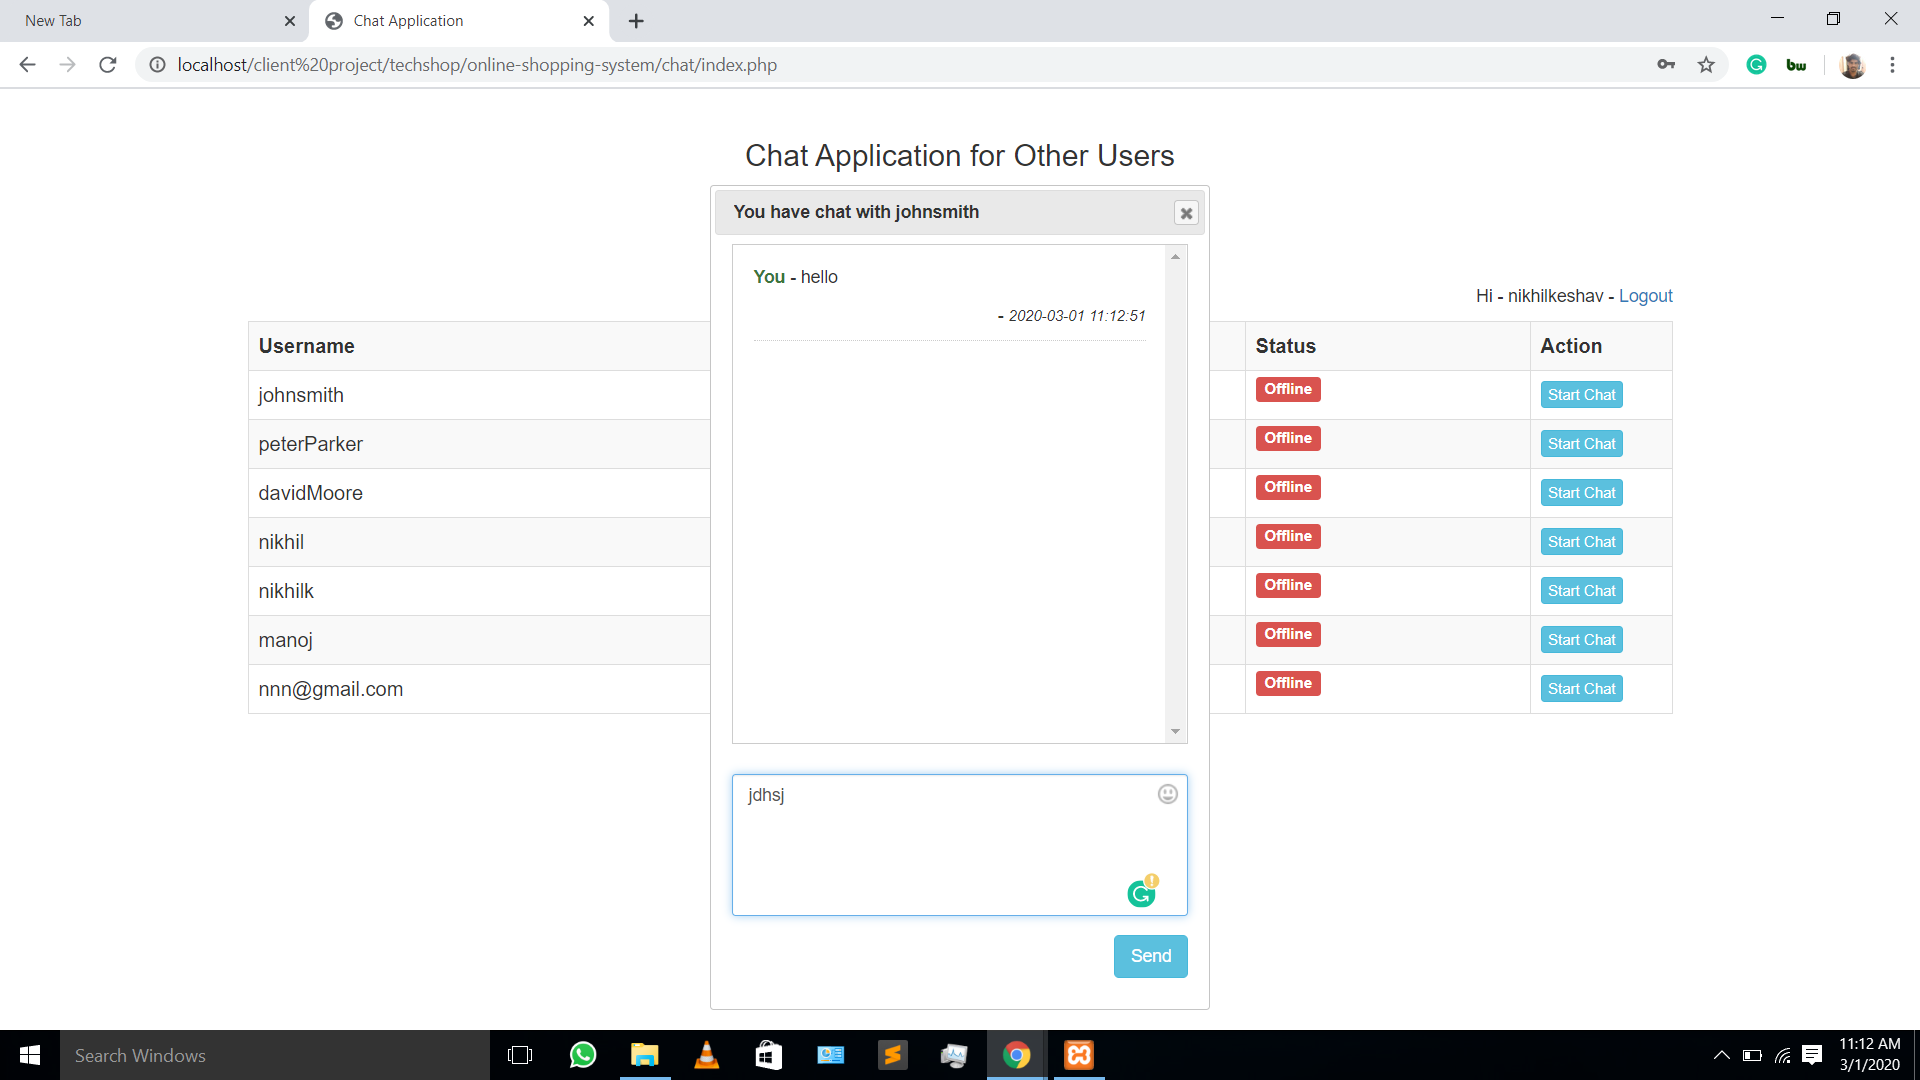 New Tab
Chat Application
localhost/client%20project/techshop/online-shopping-system/chat/index.php
bw
Chat Application for Other Users
You have chat with johnsmith
You - hello
- 2020-03-01 11:12:51
Hi - nikhilkeshav - Logout
Username Status Action
johnsmith Offline Start Chat
peterParker Offline Start Chat
davidMoore Offline Start Chat
nikhil Offline Start Chat
nikhilk Offline Start Chat
manoj Offline Start Chat
nnn@gmail.com Offline Start Chat
jdhsj
Send
Search Windows
11:12 AM
3/1/2020